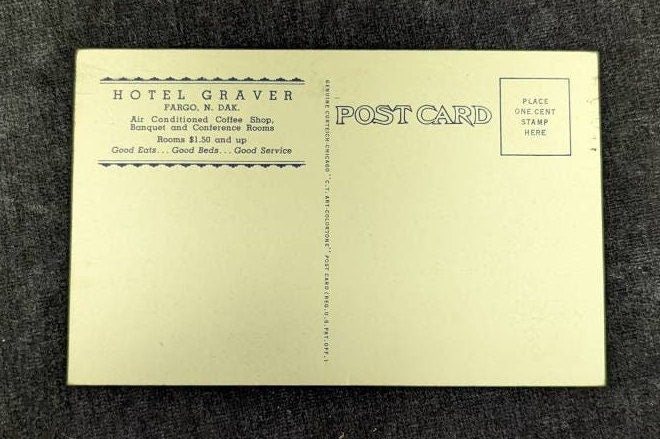 HOTEL GRAVER
FARGO, N. DAK.
Air Conditioned Coffee Shop,
Banquet and Conference Rooms
Rooms $1.50 and up
Good Eats... Good Beds... Good Service
GENUINE CURTEICH-CHICAGO "C.T. ART-COLORTONE" POST CARD (REG. U.S. PAT. OFF.)
POST CARD
PLACE
ONE CENT
STAMP
HERE